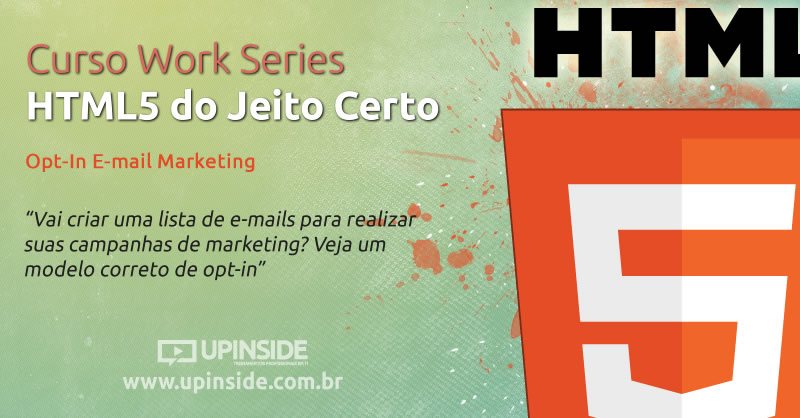 Curso Work Series
HTML5 do Jeito Certo
Opt-In E-mail Marketing
“Vai criar uma lista de e-mails para realizar
suas campanhas de marketing? Veja um
modelo correto de opt-in”
UPINSIDE
www.upinside.com.br
HTML
5